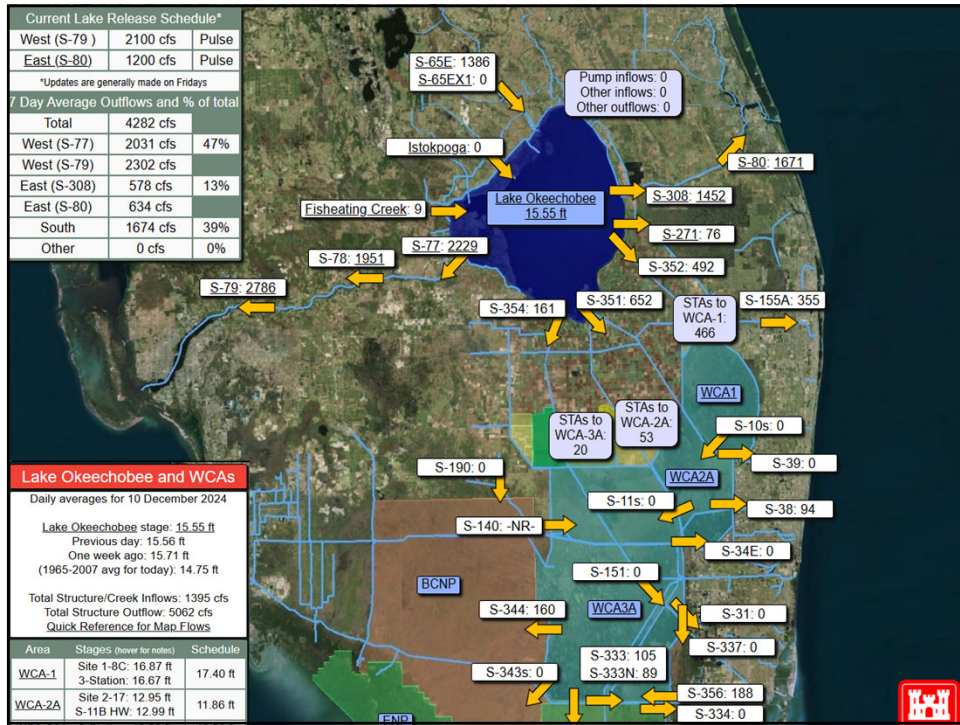 Current Lake Release Schedule*
West (S-79 ) 2100 cfs Pulse
East (S-80) 1200 cfs Pulse
*Updates are generally made on Fridays
7 Day Average Outflows and % of total
Total 4282 cfs
West (S-77) 2031 cfs 47%
West (S-79) 2302 cfs
East (S-308) 578 cfs 13%
East (S-80) 634 cfs
South 1674 cfs 39%
Other 0 cfs 0%
S-65E: 1386
S-65EX1: 0
Pump inflows: 0
Other inflows: 0
Other outflows: 0
Istokpoga: 0
S-80: 1671
Lake Okeechobee
15.55 ft
S-308: 1452
Fisheating Creek: 9
S-271: 76
S-77: 2229
S-78: 1951
S-352: 492
S-79: 2786
S-354: 161
S-351: 652
STAs to
WCA-1:
466
S-155A: 355
WCA1
STAs to
WCA-3A:
20
STAs to
WCA-2A:
53
S-10s: 0
S-39: 0
S-190: 0
WCA2A
S-11s: 0
S-38: 94
S-140: -NR-
S-34E: 0
S-151: 0
BCNP
WCA3A
S-344: 160
S-31: 0
S-337: 0
S-333: 105
S-333N: 89
S-343s: 0
S-356: 188
S-334: 0
ENP
Lake Okeechobee and WCAs
Daily averages for 10 December 2024
Lake Okeechobee stage: 15.55 ft
Previous day: 15.56 ft
One week ago: 15.71 ft
(1965-2007 avg for today): 14.75 ft
Total Structure/Creek Inflows: 1395 cfs
Total Structure Outflow: 5062 cfs
Quick Reference for Map Flows
Area Stages (hover for notes) Schedule
WCA-1 Site 1-8C: 16.87 ft 17.40 ft
3-Station: 16.67 ft
WCA-2A Site 2-17: 12.95 ft 11.86 ft
S-11B HW: 12.99 ft